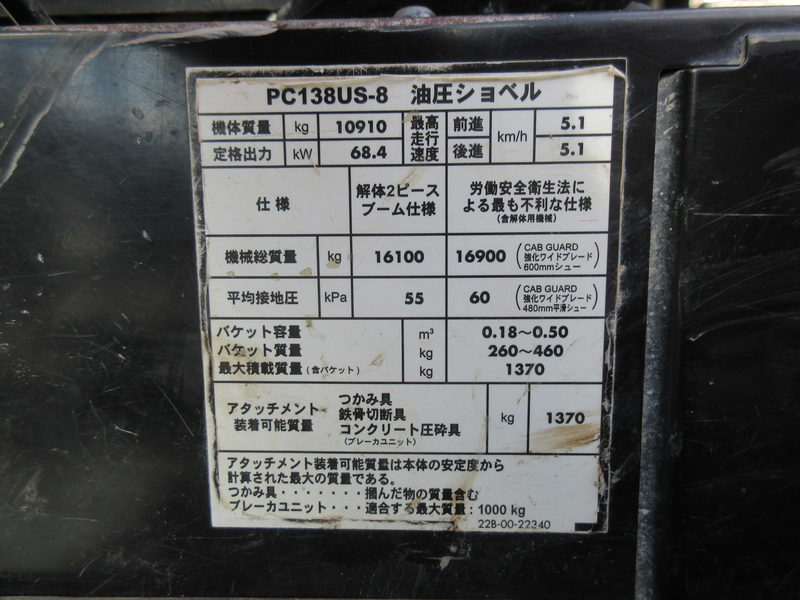 PC138US-8 油圧ショベル
機体質量 kg 10910 最高走行速度 前進 km/h 5.1
定格出力 kW 68.4 後進 5.1
仕様 解体2ピースブーム仕様 労働安全衛生法による最も不利な仕様 (含解体用機械)
機械総質量 kg 16100 16900 (CAB GUARD 強化ワイドブレード 600mmシュー)
平均接地圧 kPa 55 60 (CAB GUARD 強化ワイドブレード 480mm平滑シュー)
バケット容量 m³ 0.18～0.50
バケット質量 kg 260～460
最大積載質量(含バケット) kg 1370
アタッチメント装着可能質量 つかみ具 鉄骨切断具 コンクリート圧砕具 (ブレーカユニット) kg 1370
アタッチメント装着可能質量は本体の安定度から
計算された最大の質量である。
つかみ具・・・・・・・掴んだ物の質量含む
ブレーカユニット・・・適合する最大質量：1000 kg
22B-00-22340